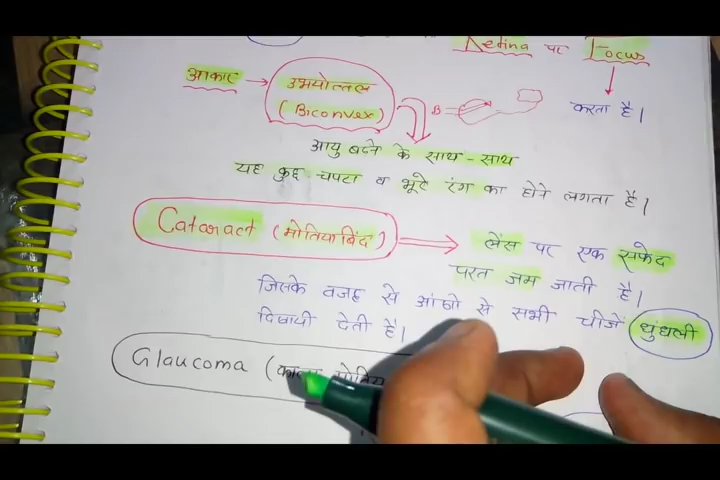 Retina पर Focus
करता है।
आकार → उभयोत्तल
(Biconvex)
आयु बढ़ने के साथ-साथ
यह कुछ चपटा व भूरे रंग का होने लगता है।
Cataract (मोतियाबिंद) ⇒ लेंस पर एक सफेद
परत जम जाती है।
जिसके वजह से आंखो से सभी चीजें धुंधली
दिखायी देती हैं।
Glaucoma (काला